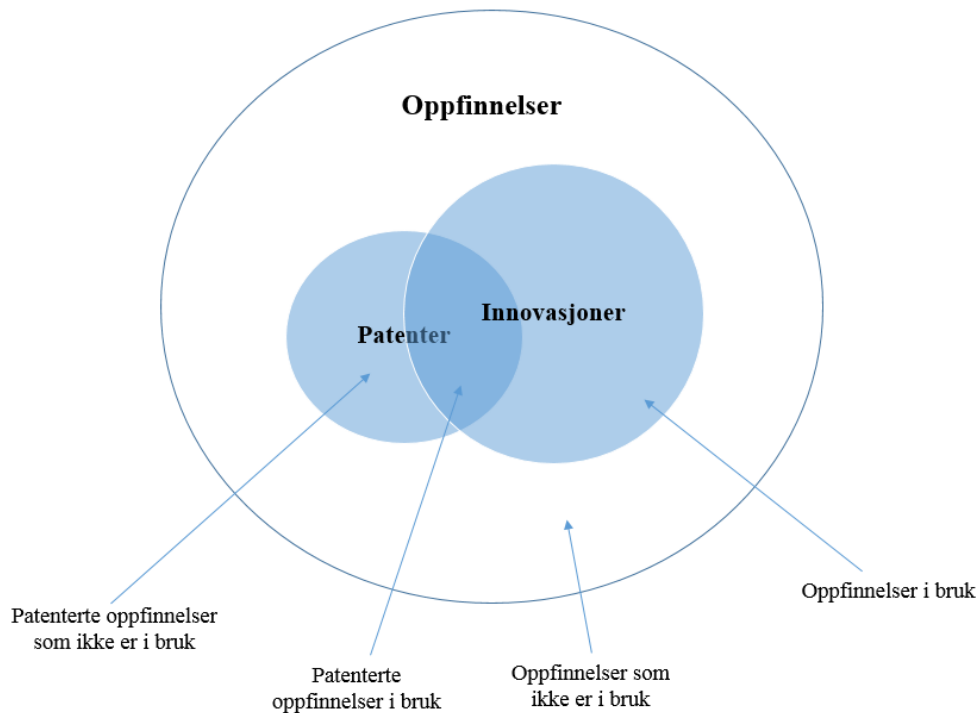 Oppfinnelser
Innovasjoner
Patenter
Oppfinnelser i bruk
Patenterte oppfinnelser
som ikke er i bruk
Patenterte
oppfinnelser i bruk
Oppfinnelser som
ikke er i bruk